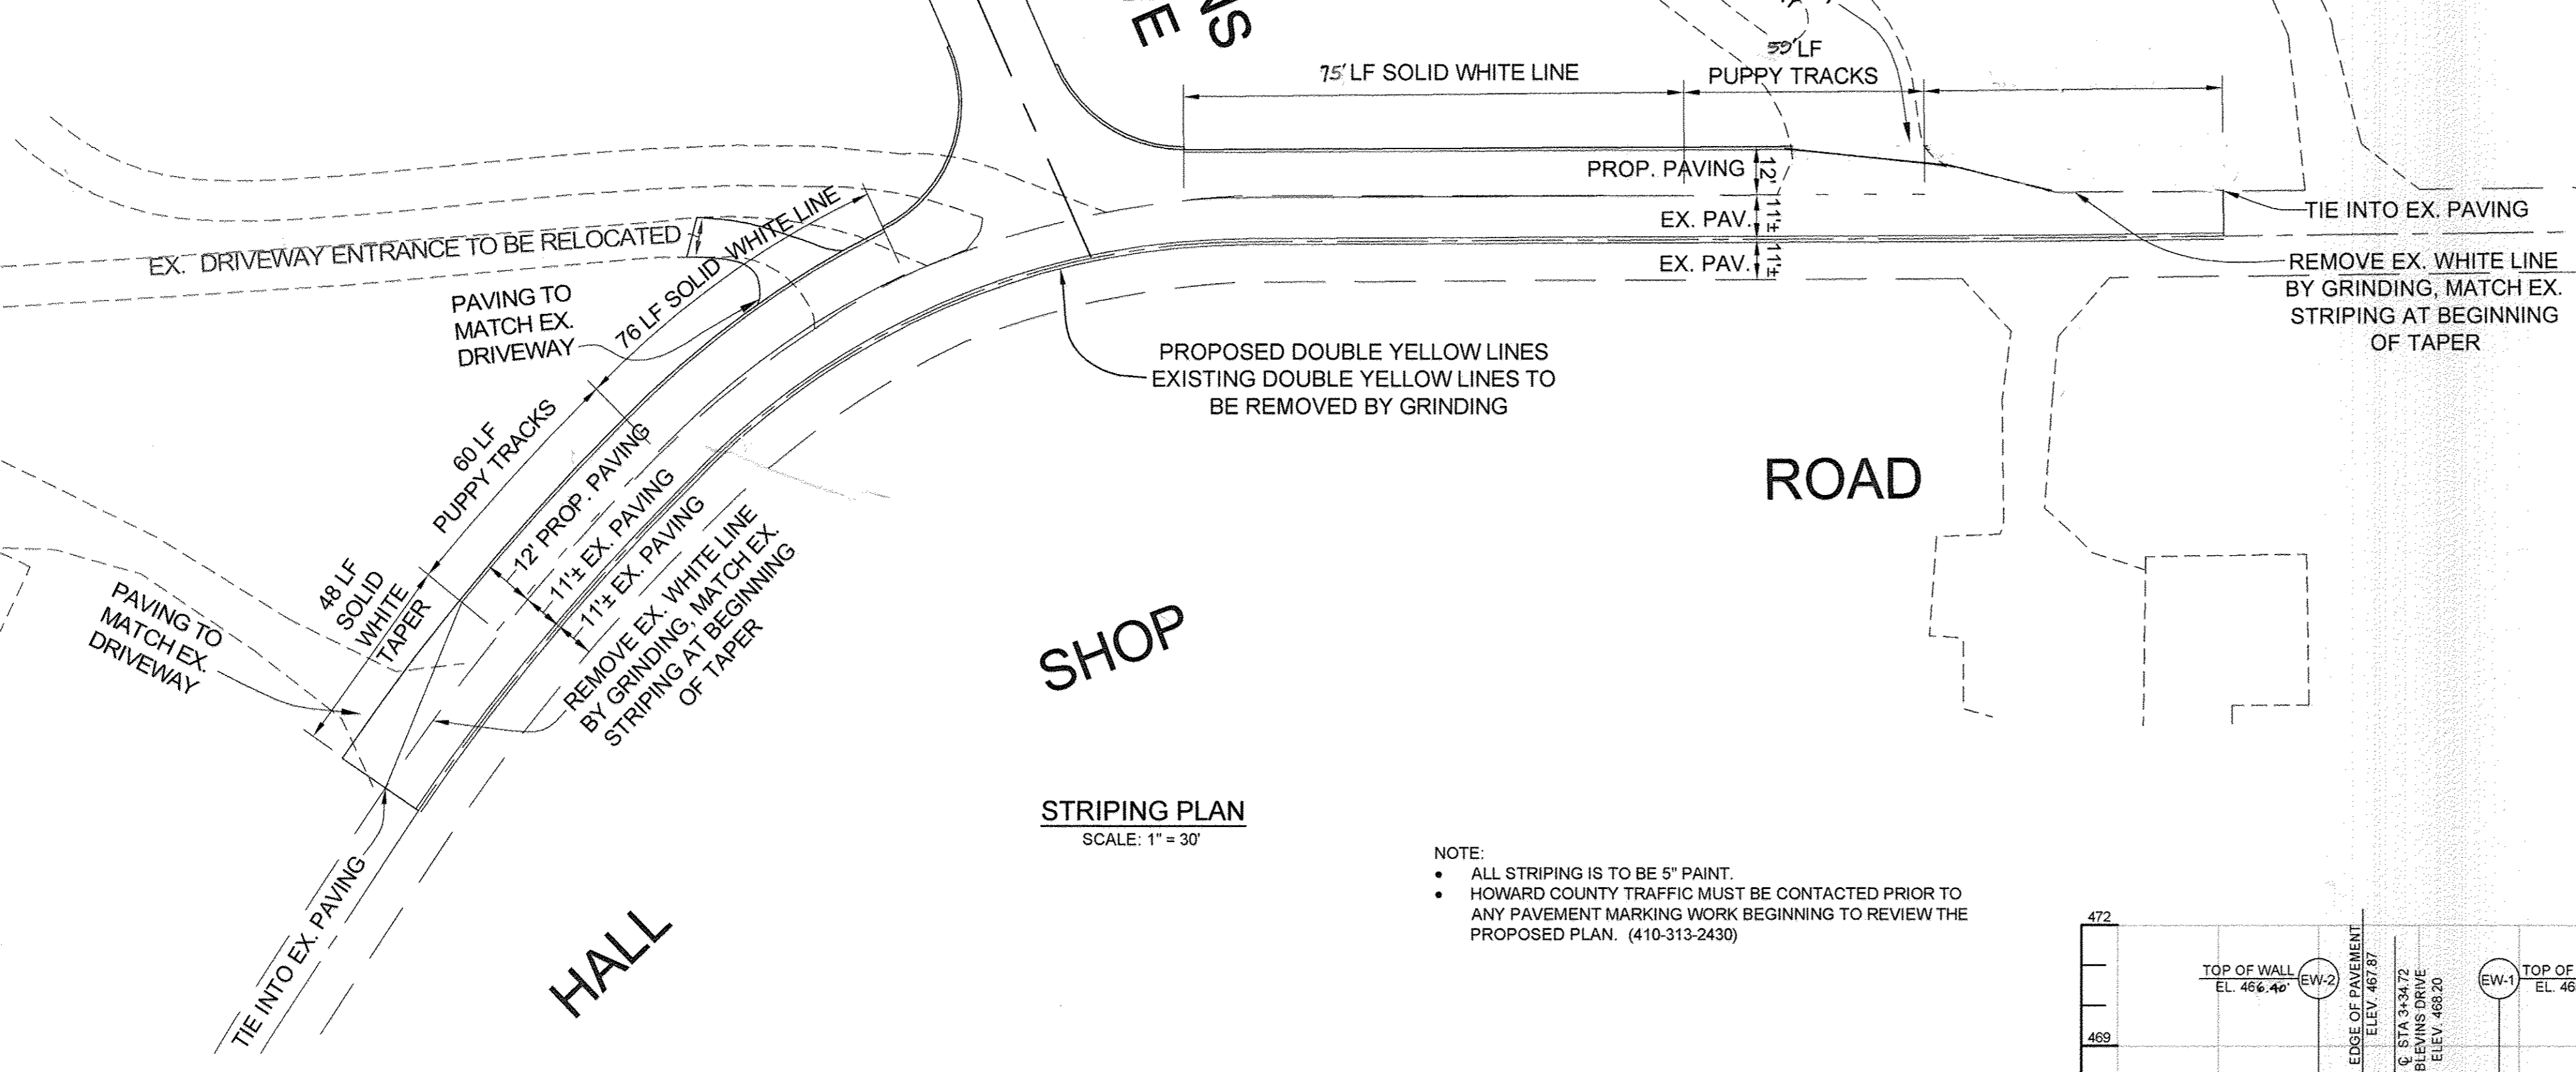 NS
E
59' LF
PUPPY TRACKS
75' LF SOLID WHITE LINE
PROP. PAVING
12'
EX. PAV.
11'±
EX. PAV.
11'±
TIE INTO EX. PAVING
REMOVE EX. WHITE LINE
BY GRINDING, MATCH EX.
STRIPING AT BEGINNING
OF TAPER
EX. DRIVEWAY ENTRANCE TO BE RELOCATED
76 LF SOLID WHITE LINE
PAVING TO
MATCH EX.
DRIVEWAY
PROPOSED DOUBLE YELLOW LINES
EXISTING DOUBLE YELLOW LINES TO
BE REMOVED BY GRINDING
60 LF
PUPPY TRACKS
12' PROP. PAVING
11'± EX. PAVING
11'± EX. PAVING
REMOVE EX. WHITE LINE
BY GRINDING, MATCH EX.
STRIPING AT BEGINNING
OF TAPER
48 LF
SOLID
WHITE
TAPER
PAVING TO
MATCH EX.
DRIVEWAY
TIE INTO EX. PAVING
HALL
SHOP
ROAD
STRIPING PLAN
SCALE: 1" = 30'
NOTE:
• ALL STRIPING IS TO BE 5" PAINT.
• HOWARD COUNTY TRAFFIC MUST BE CONTACTED PRIOR TO
ANY PAVEMENT MARKING WORK BEGINNING TO REVIEW THE
PROPOSED PLAN. (410-313-2430)
472
469
TOP OF WALL
EL. 466.40'
EW-2
EDGE OF PAVEMENT
ELEV. 467.87
℄ STA 3+34.72
BLEVINS DRIVE
ELEV. 468.20
EW-1
TOP OF
EL. 46